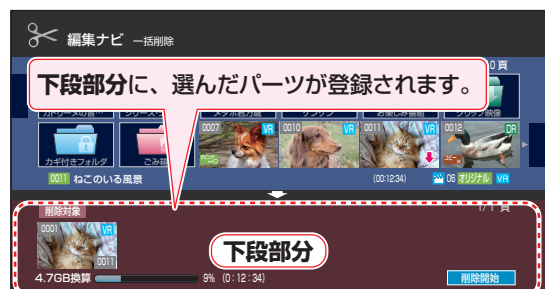 編集ナビ 一括削除
0 頁
下段部分に、選んだパーツが登録されます。
カギ付きフォルダ
ごみ箱
0007 VR
0010 VR
0011 VR
0012 DR
0011 ねこのいる風景
(00:12:34)
06 オリジナル VR
削除対象
1/1 頁
0001 VR
0011
下段部分
4.7GB換算
9% (0:12:34)
削除開始